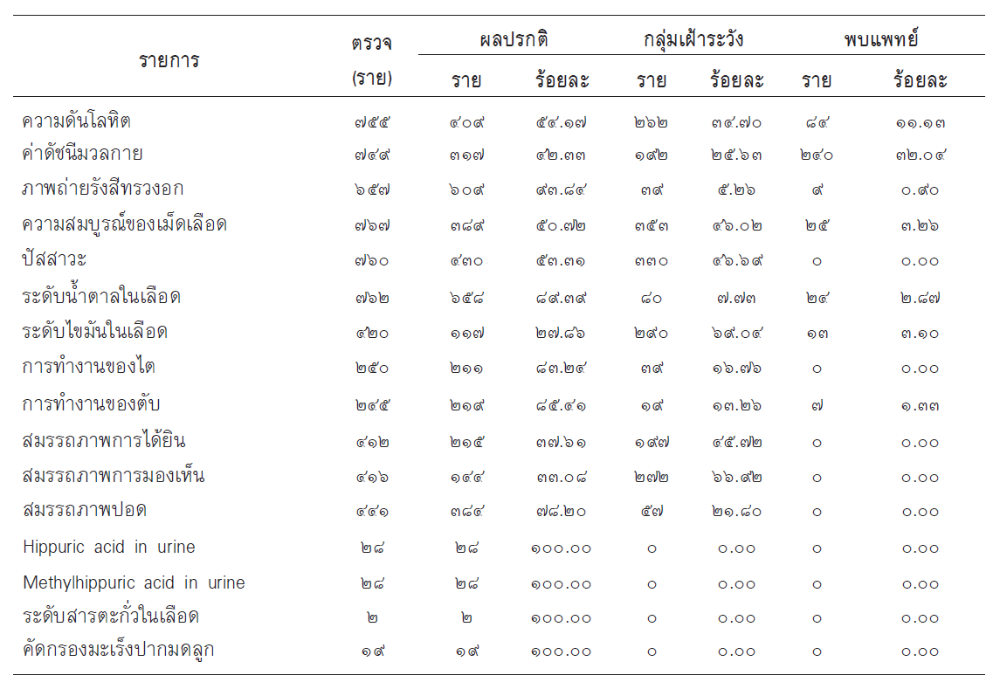 รายการ ตรวจ (ราย) ผลปรกติ กลุ่มเฝ้าระวัง พบแพทย์
ราย ร้อยละ ราย ร้อยละ ราย ร้อยละ
ความดันโลหิต ๗๕๕ ๔๐๙ ๕๔.๑๗ ๒๖๒ ๓๔.๗๐ ๘๔ ๑๑.๑๓
ค่าดัชนีมวลกาย ๗๔๙ ๓๑๗ ๔๒.๓๓ ๑๙๒ ๒๕.๖๓ ๒๔๐ ๓๒.๐๔
ภาพถ่ายรังสีทรวงอก ๖๕๗ ๖๐๙ ๙๓.๘๔ ๓๙ ๕.๒๖ ๙ ๐.๙๐
ความสมบูรณ์ของเม็ดเลือด ๗๖๗ ๓๘๙ ๕๐.๗๒ ๓๕๓ ๔๖.๐๒ ๒๕ ๓.๒๖
ปัสสาวะ ๗๖๐ ๔๓๐ ๕๓.๓๑ ๓๓๐ ๔๖.๖๙ ๐ ๐.๐๐
ระดับน้ำตาลในเลือด ๗๖๒ ๖๕๘ ๘๙.๓๙ ๘๐ ๗.๗๓ ๒๔ ๒.๘๗
ระดับไขมันในเลือด ๔๒๐ ๑๑๗ ๒๗.๘๖ ๒๙๐ ๖๙.๐๔ ๑๓ ๓.๑๐
การทำงานของไต ๒๕๐ ๒๑๑ ๘๓.๒๔ ๓๙ ๑๖.๗๖ ๐ ๐.๐๐
การทำงานของตับ ๒๔๕ ๒๑๙ ๘๕.๔๑ ๑๙ ๑๓.๒๖ ๗ ๑.๓๓
สมรรถภาพการได้ยิน ๔๑๒ ๒๑๕ ๓๗.๖๑ ๑๙๗ ๔๕.๗๒ ๐ ๐.๐๐
สมรรถภาพการมองเห็น ๔๑๖ ๑๔๔ ๓๓.๐๘ ๒๗๒ ๖๖.๙๒ ๐ ๐.๐๐
สมรรถภาพปอด ๔๔๑ ๓๘๔ ๗๘.๒๐ ๕๗ ๒๑.๘๐ ๐ ๐.๐๐
Hippuric acid in urine ๒๘ ๒๘ ๑๐๐.๐๐ ๐ ๐.๐๐ ๐ ๐.๐๐
Methylhippuric acid in urine ๒๘ ๒๘ ๑๐๐.๐๐ ๐ ๐.๐๐ ๐ ๐.๐๐
ระดับสารตะกั่วในเลือด ๒ ๒ ๑๐๐.๐๐ ๐ ๐.๐๐ ๐ ๐.๐๐
คัดกรองมะเร็งปากมดลูก ๑๙ ๑๙ ๑๐๐.๐๐ ๐ ๐.๐๐ ๐ ๐.๐๐